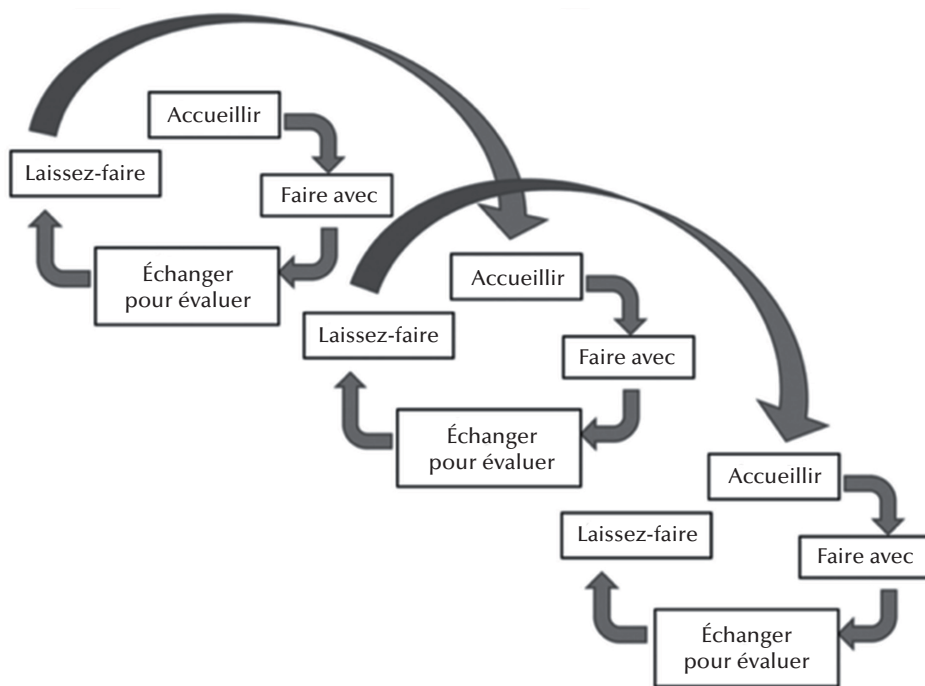 Accueillir
Laissez-faire
Faire avec
Échanger
pour évaluer
Accueillir
Laissez-faire
Faire avec
Échanger
pour évaluer
Accueillir
Laissez-faire
Faire avec
Échanger
pour évaluer